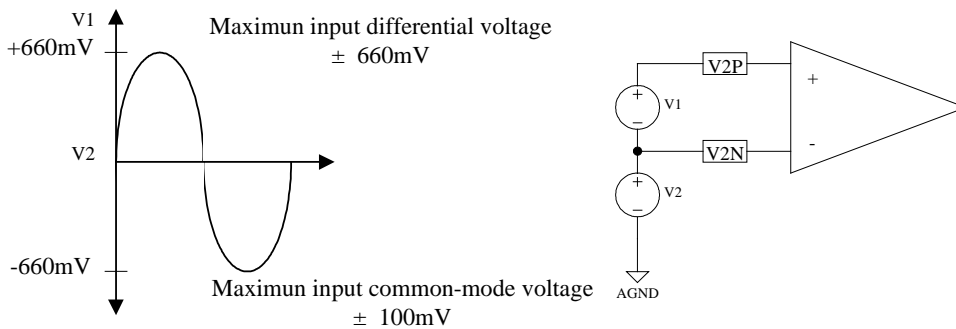 V1
+660mV
V2
-660mV
Maximun input differential voltage
± 660mV
Maximun input common-mode voltage
± 100mV
V2P
+
+
V1
−
V2N
-
+
V2
−
AGND